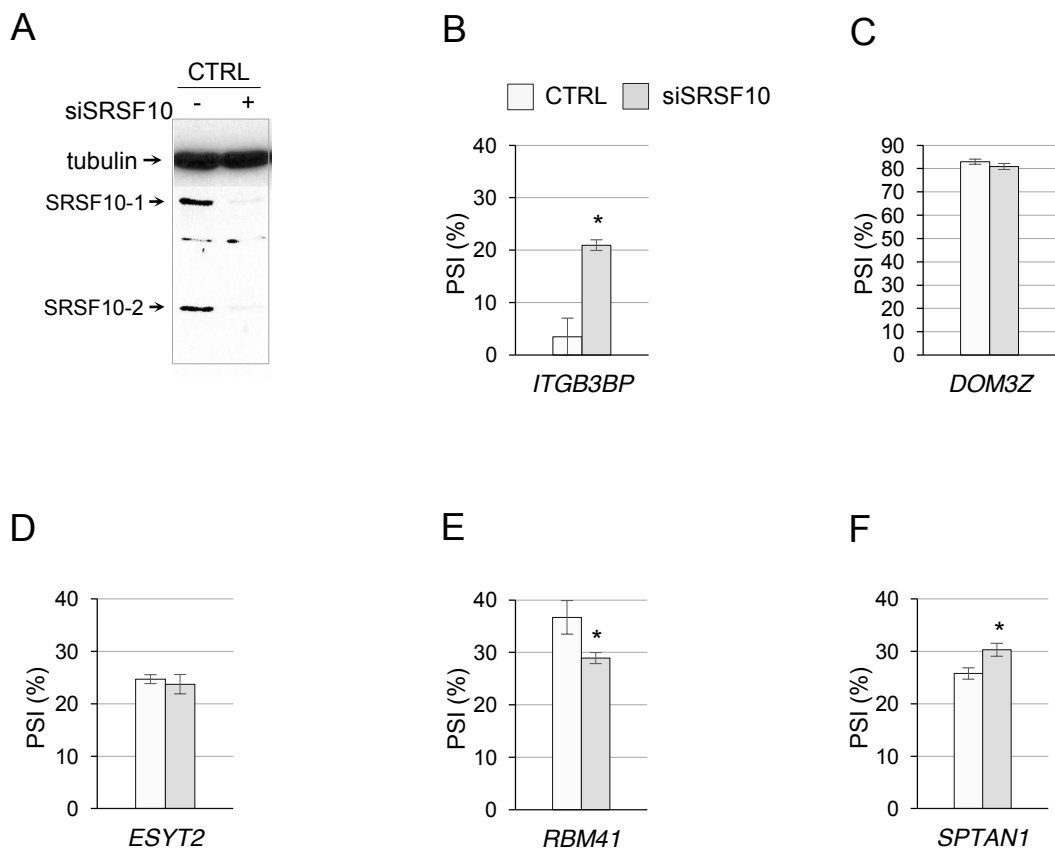 A
CTRL
siSRSF10 - +
tubulin →
SRSF10-1 →
SRSF10-2 →
B
CTRL siSRSF10
PSI (%)
40
30
20
10
0
*
ITGB3BP
C
PSI (%)
90
80
70
60
50
40
30
20
10
0
DOM3Z
D
PSI (%)
40
30
20
10
0
ESYT2
E
PSI (%)
40
30
20
10
0
*
RBM41
F
PSI (%)
40
30
20
10
0
*
SPTAN1